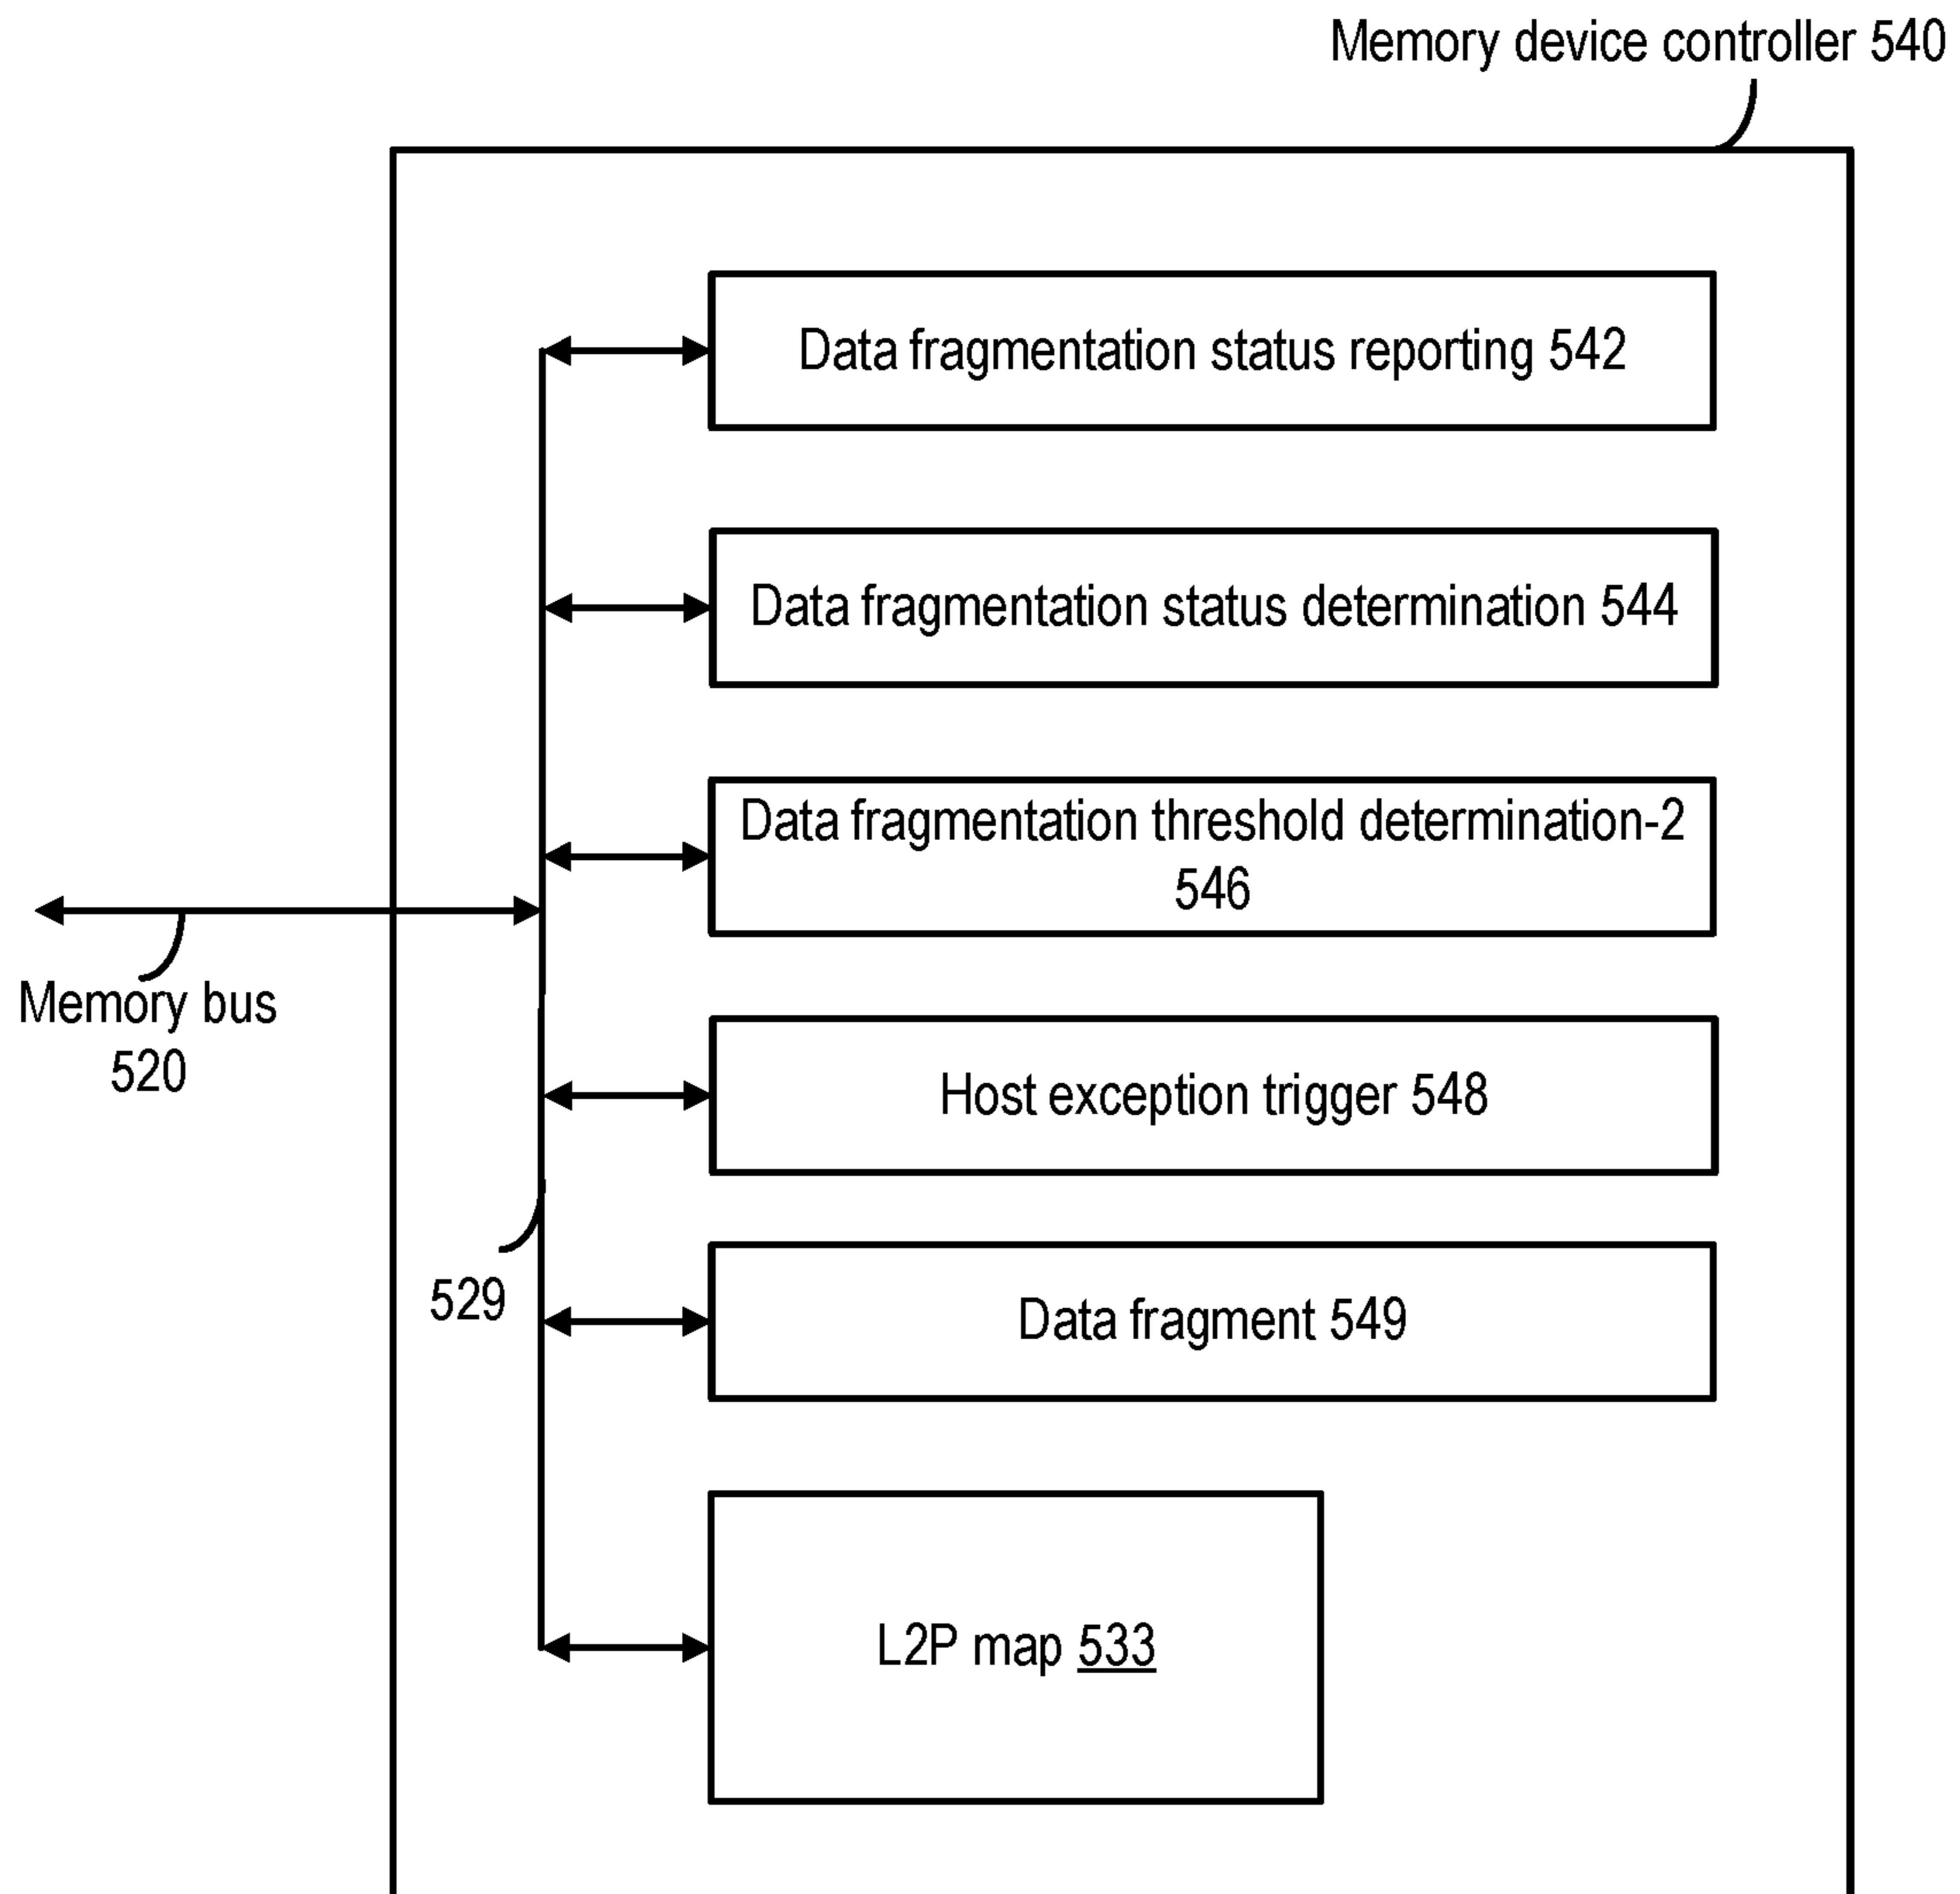 Memory device controller 540
Data fragmentation status reporting 542
Data fragmentation status determination 544
Data fragmentation threshold determination-2
546
Memory bus
520
Host exception trigger 548
529
Data fragment 549
L2P map 533